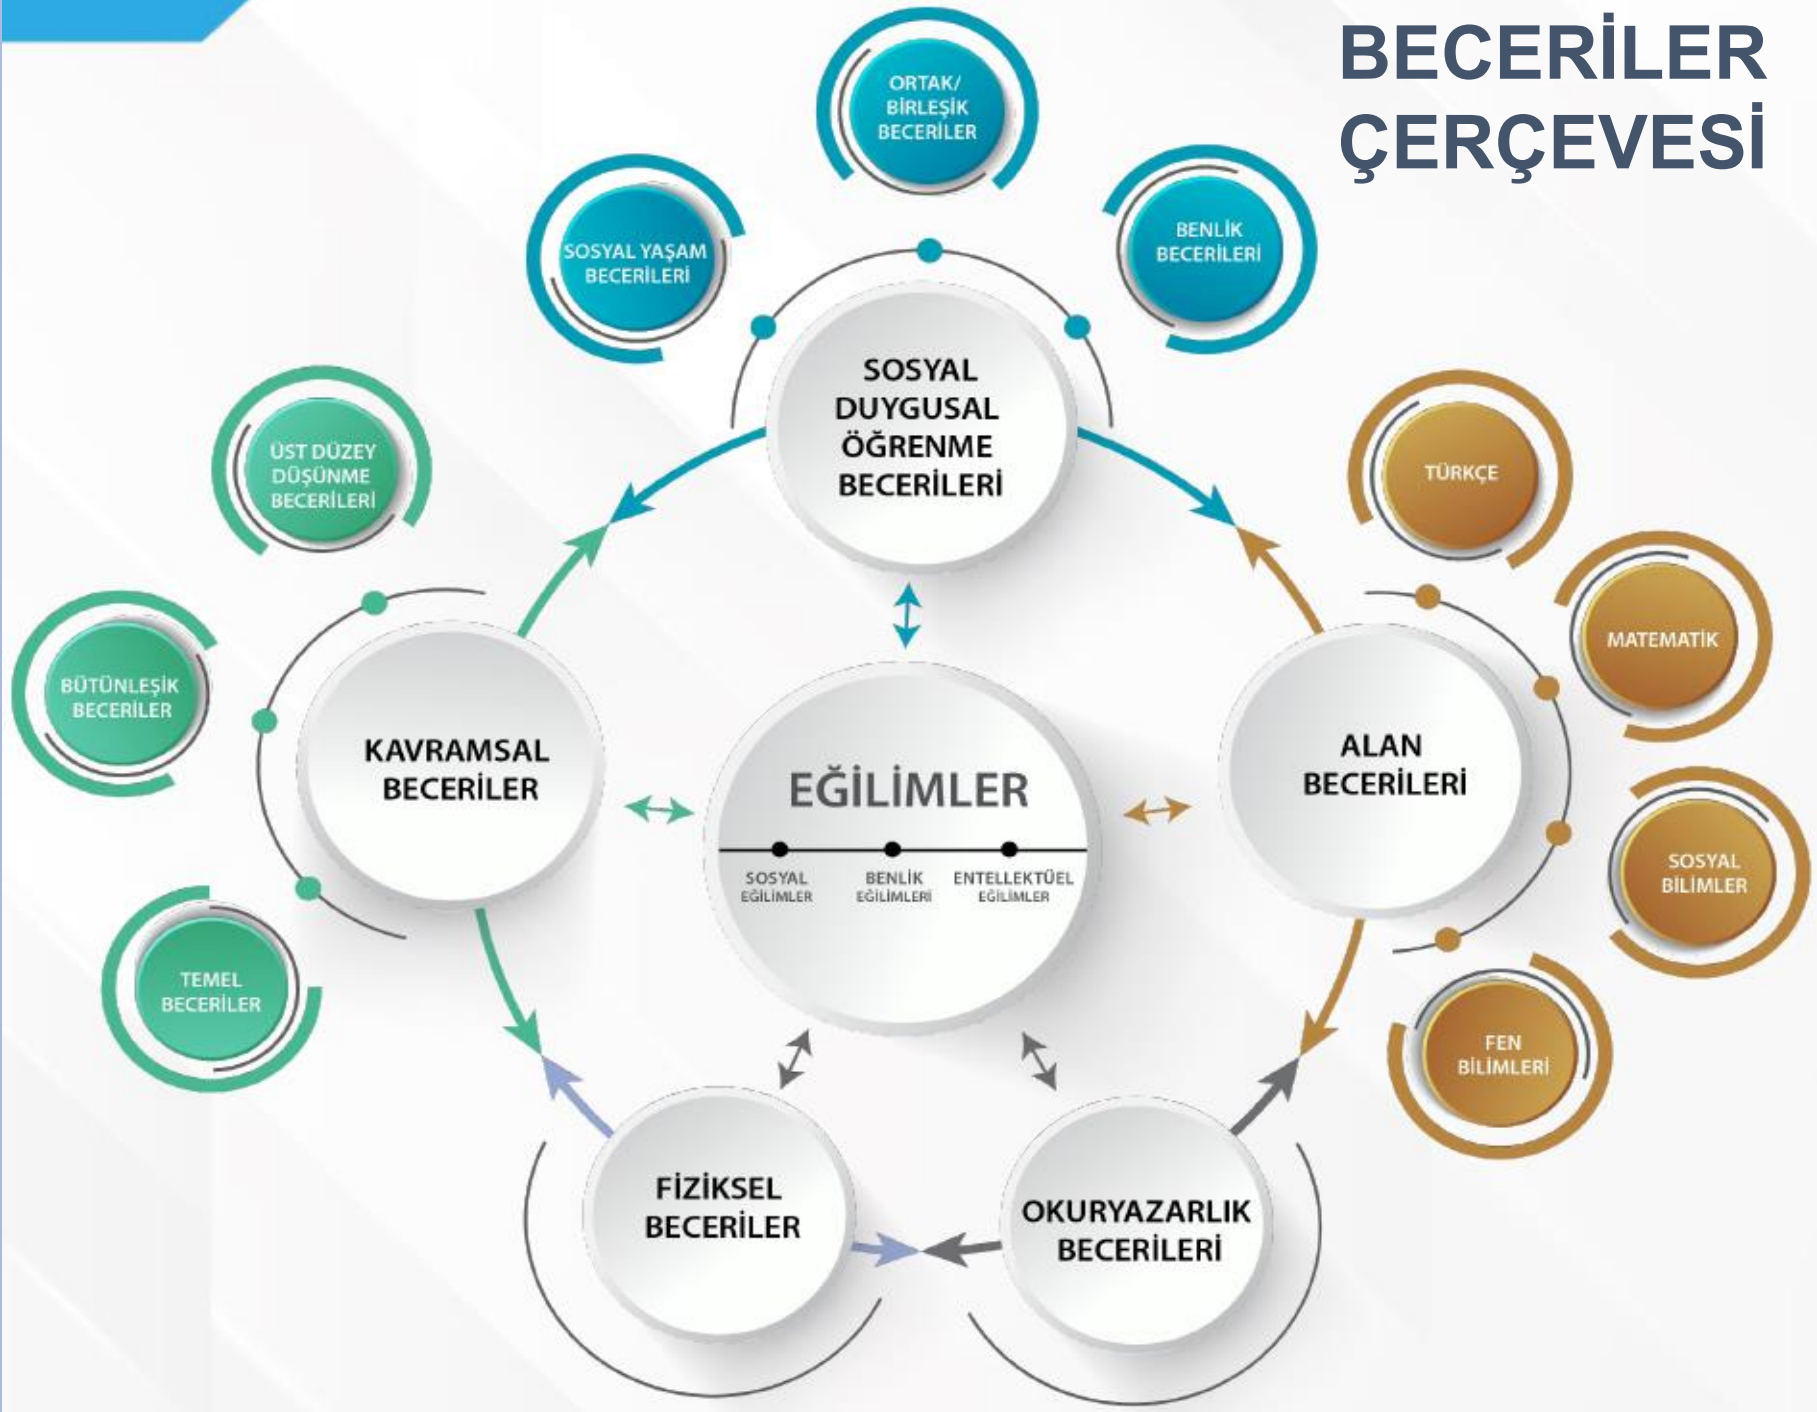 BECERİLER
ÇERÇEVESİ
ORTAK/
BİRLEŞİK
BECERİLER
SOSYAL YAŞAM
BECERİLERİ
BENLİK
BECERİLERİ
SOSYAL
DUYGUSAL
ÖĞRENME
BECERİLERİ
ÜST DÜZEY
DÜŞÜNME
BECERİLERİ
BÜTÜNLEŞİK
BECERİLER
TEMEL
BECERİLER
KAVRAMSAL
BECERİLER
EĞİLİMLER
SOSYAL
EĞİLİMLER
BENLİK
EĞİLİMLERİ
ENTELLEKTÜEL
EĞİLİMLER
ALAN
BECERİLERİ
TÜRKÇE
MATEMATİK
SOSYAL
BİLİMLER
FEN
BİLİMLERİ
FİZİKSEL
BECERİLER
OKURYAZARLIK
BECERİLERİ